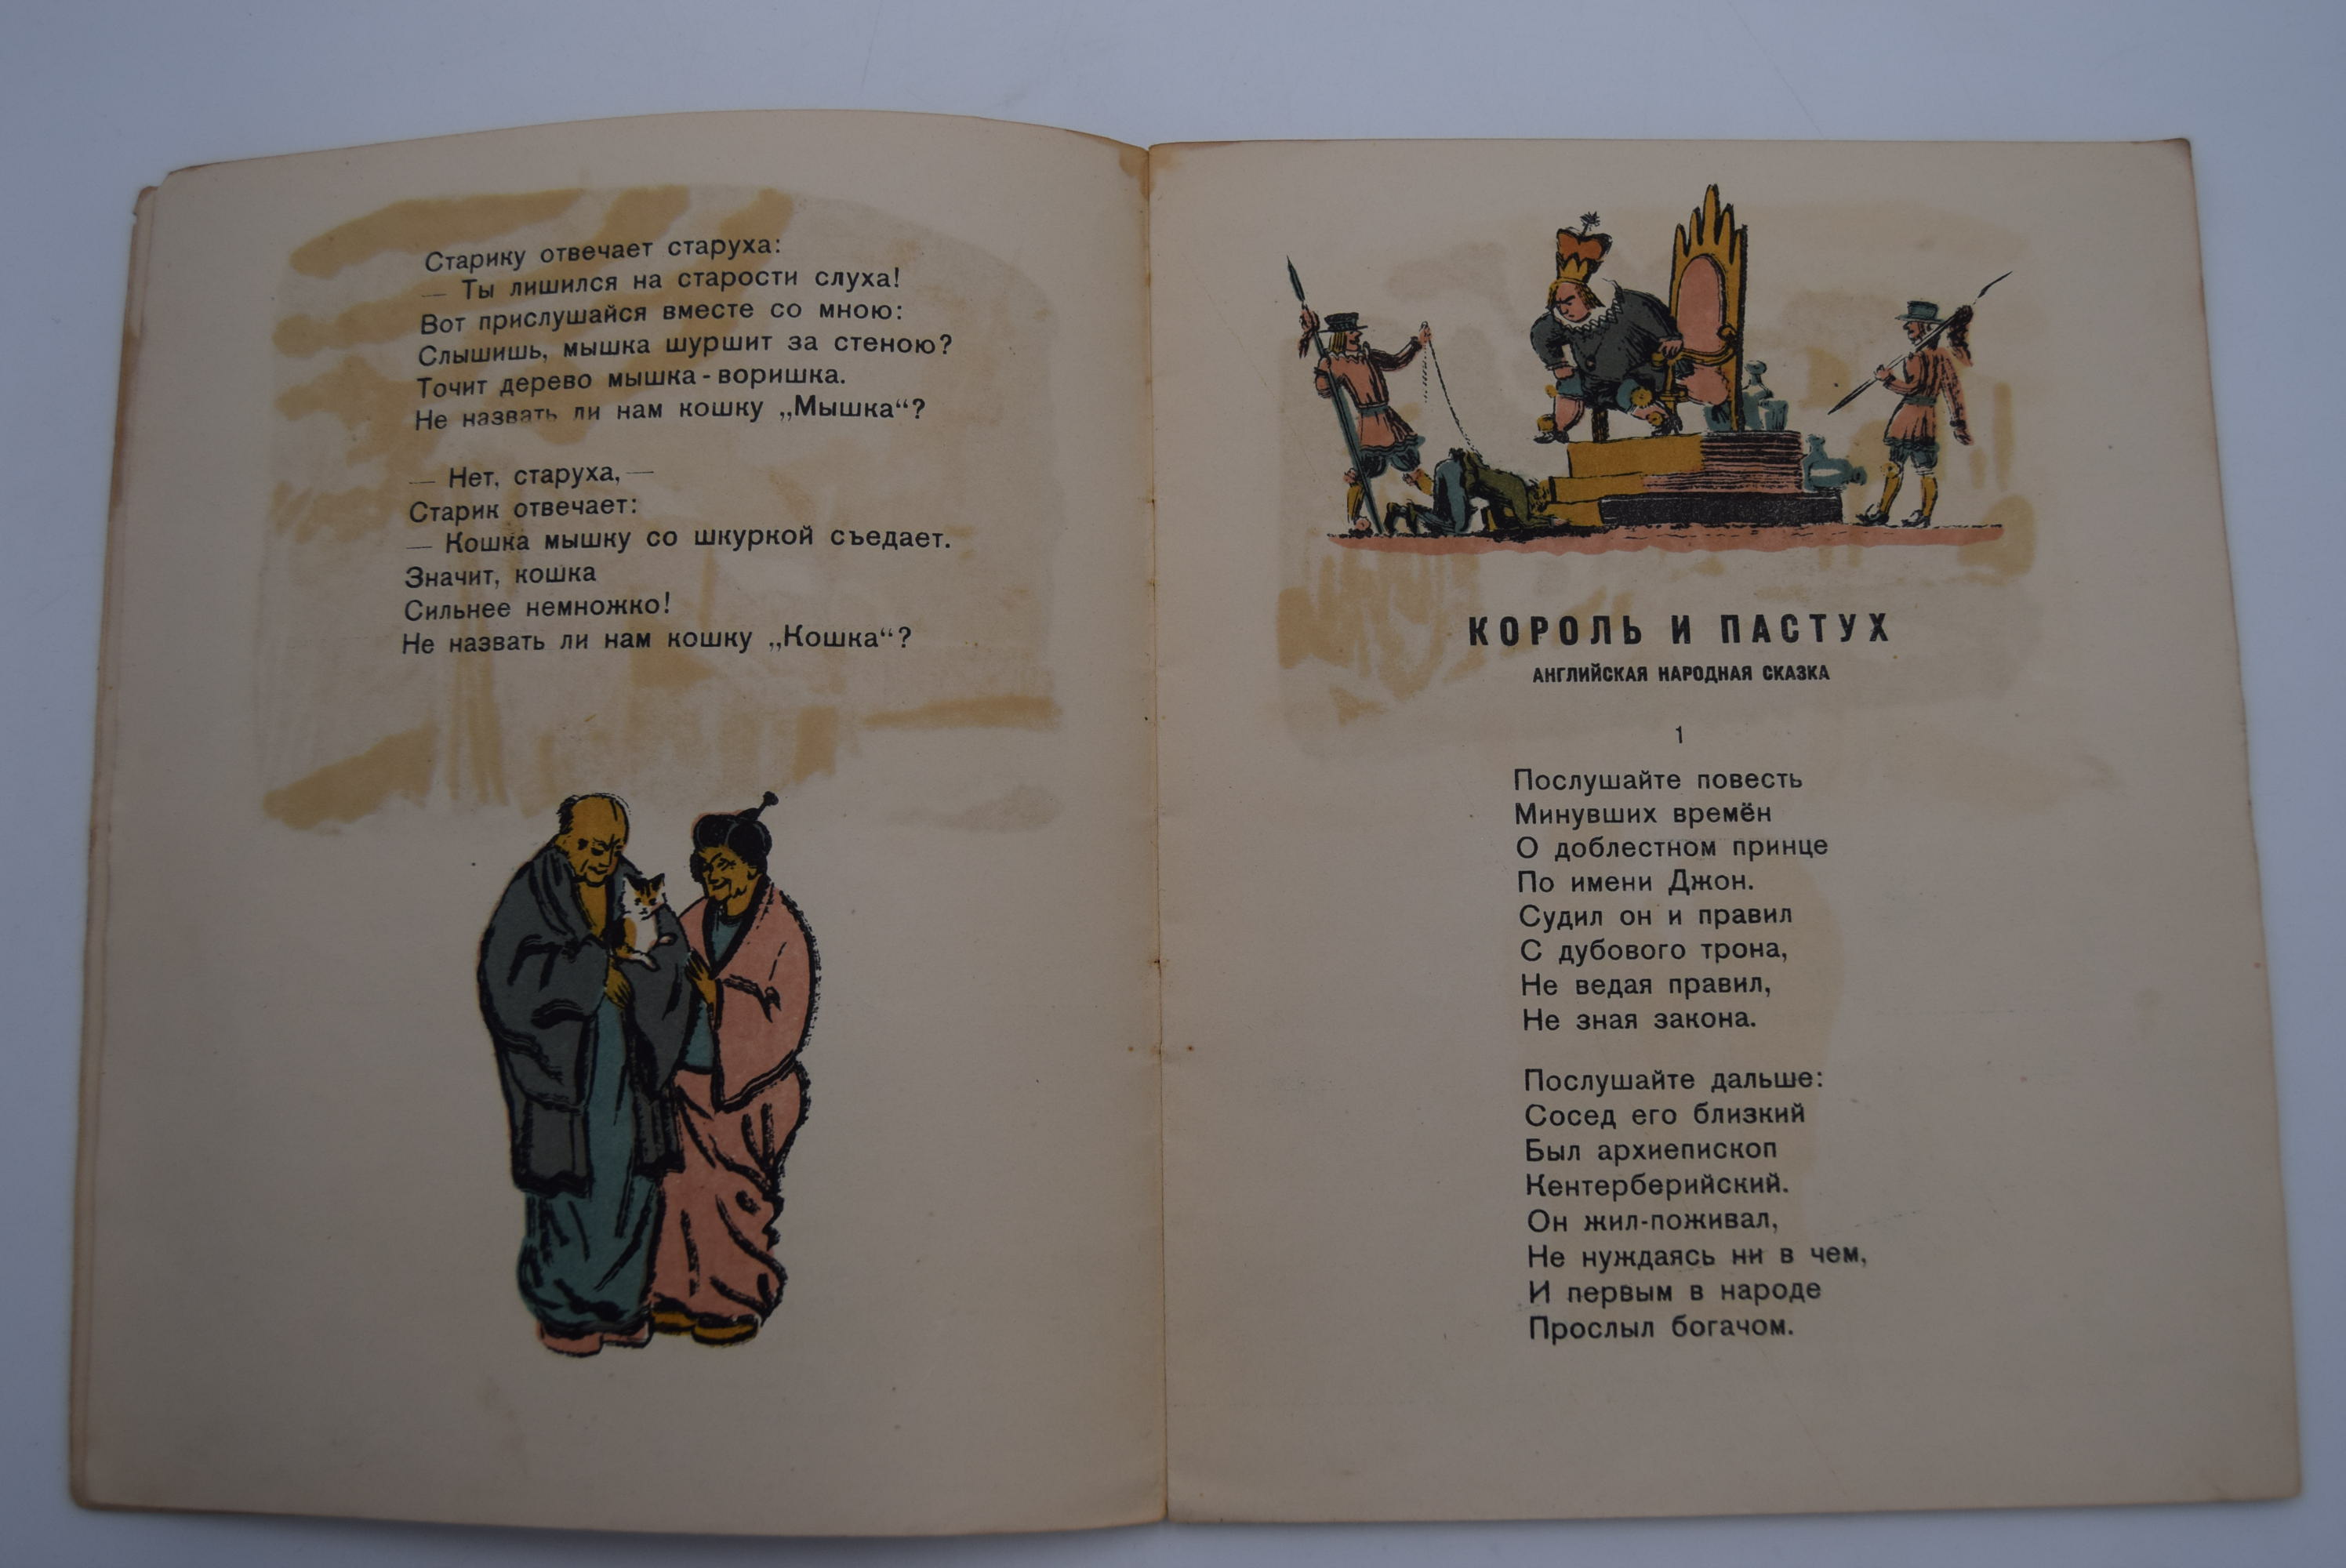 Старику отвечает старуха:
— Ты лишился на старости слуха!
Вот прислушайся вместе со мною:
Слышишь, мышка шуршит за стеною?
Точит дерево мышка-воришка.
Не назвать ли нам кошку „Мышка“?
— Нет, старуха,—
Старик отвечает:
— Кошка мышку со шкуркой съедает.
Значит, кошка
Сильнее немножко!
Не назвать ли нам кошку „Кошка“?
КОРОЛЬ И ПАСТУХ
АНГЛИЙСКАЯ НАРОДНАЯ СКАЗКА
1
Послушайте повесть
Минувших времён
О доблестном принце
По имени Джон.
Судил он и правил
С дубового трона,
Не ведая правил,
Не зная закона.
Послушайте дальше:
Сосед его близкий
Был архиепископ
Кентерберийский.
Он жил-поживал,
Не нуждаясь ни в чем,
И первым в народе
Прослыл богачом.